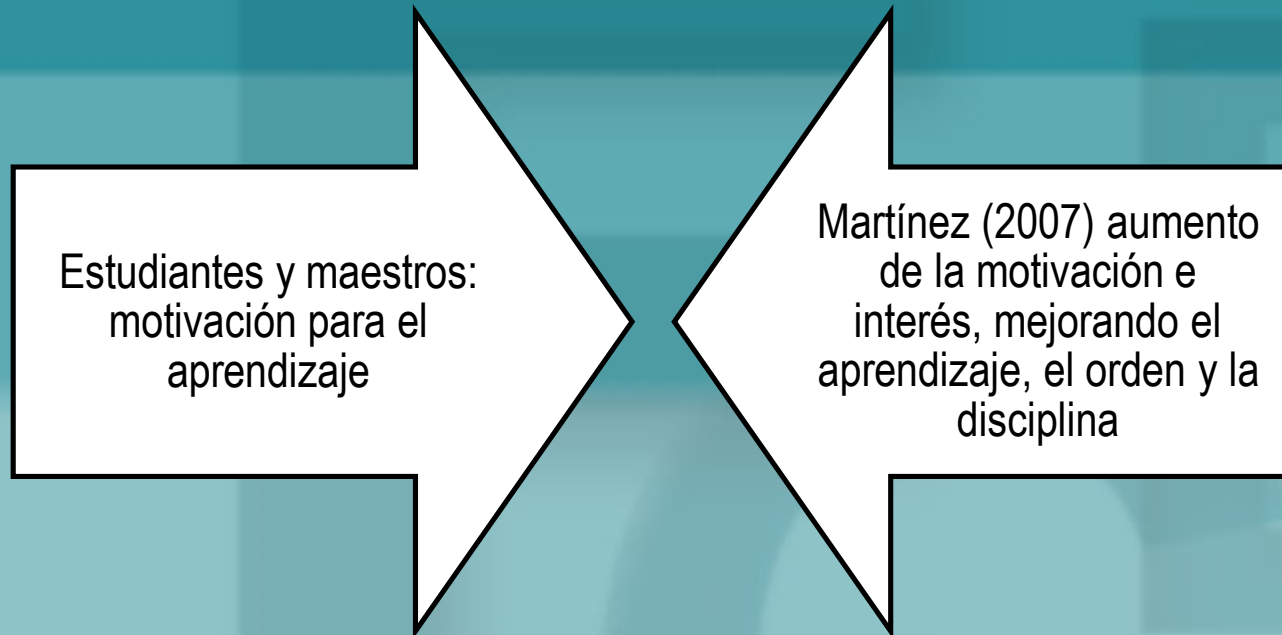 Estudiantes y maestros:
motivación para el
aprendizaje
Martínez (2007) aumento
de la motivación e
interés, mejorando el
aprendizaje, el orden y la
disciplina